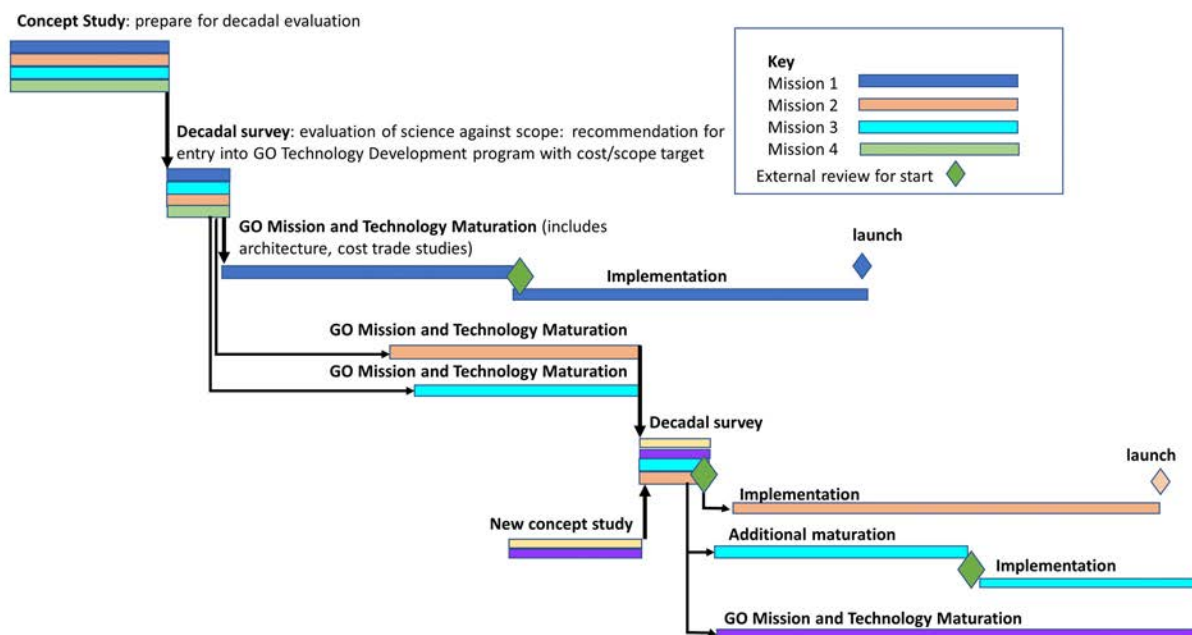 Concept Study: prepare for decadal evaluation
Key
Mission 1
Mission 2
Mission 3
Mission 4
External review for start
Decadal survey: evaluation of science against scope: recommendation for
entry into GO Technology Development program with cost/scope target
GO Mission and Technology Maturation (includes
architecture, cost trade studies)
launch
Implementation
GO Mission and Technology Maturation
GO Mission and Technology Maturation
Decadal survey
launch
Implementation
New concept study
Additional maturation
Implementation
GO Mission and Technology Maturation